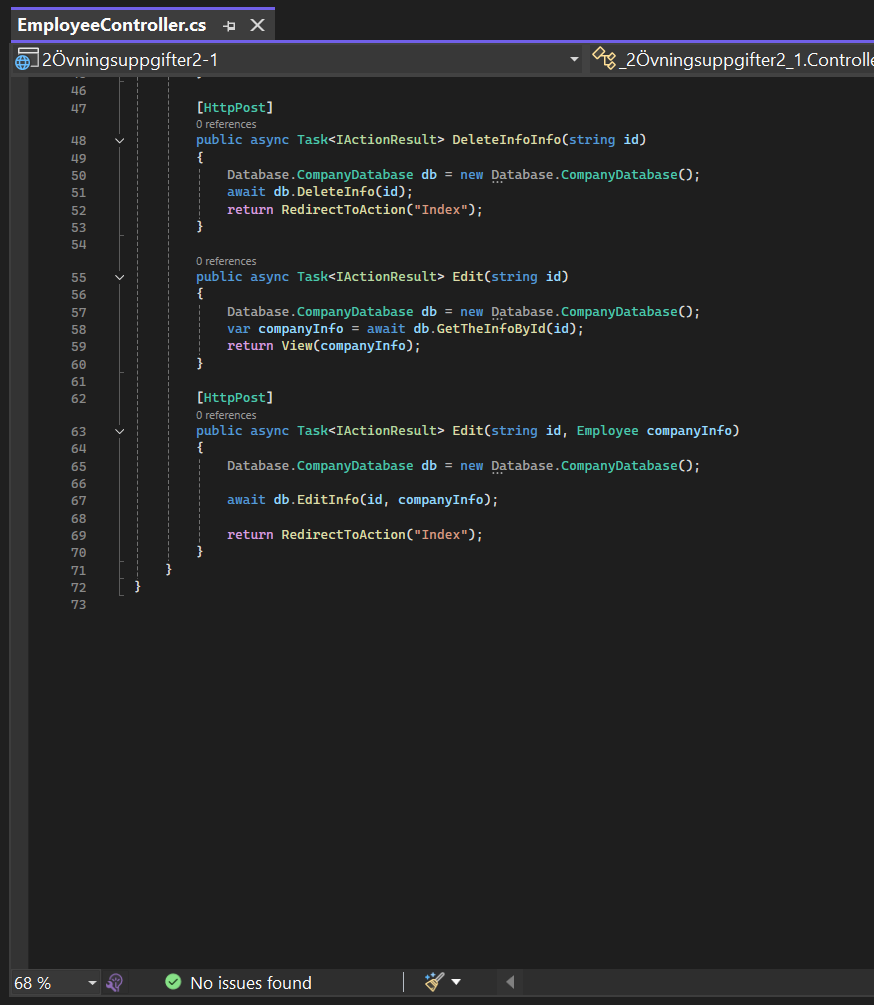 EmployeeController.cs
2Övningsuppgifter2-1
_2Övningsuppgifter2_1.Controlle
46
47 [HttpPost]
0 references
48 public async Task<IActionResult> DeleteInfoInfo(string id)
49 {
50 Database.CompanyDatabase db = new Database.CompanyDatabase();
51 await db.DeleteInfo(id);
52 return RedirectToAction("Index");
53 }
54
0 references
55 public async Task<IActionResult> Edit(string id)
56 {
57 Database.CompanyDatabase db = new Database.CompanyDatabase();
58 var companyInfo = await db.GetTheInfoById(id);
59 return View(companyInfo);
60 }
61
62 [HttpPost]
0 references
63 public async Task<IActionResult> Edit(string id, Employee companyInfo)
64 {
65 Database.CompanyDatabase db = new Database.CompanyDatabase();
66
67 await db.EditInfo(id, companyInfo);
68
69 return RedirectToAction("Index");
70 }
71 }
72 }
73
68 %
No issues found